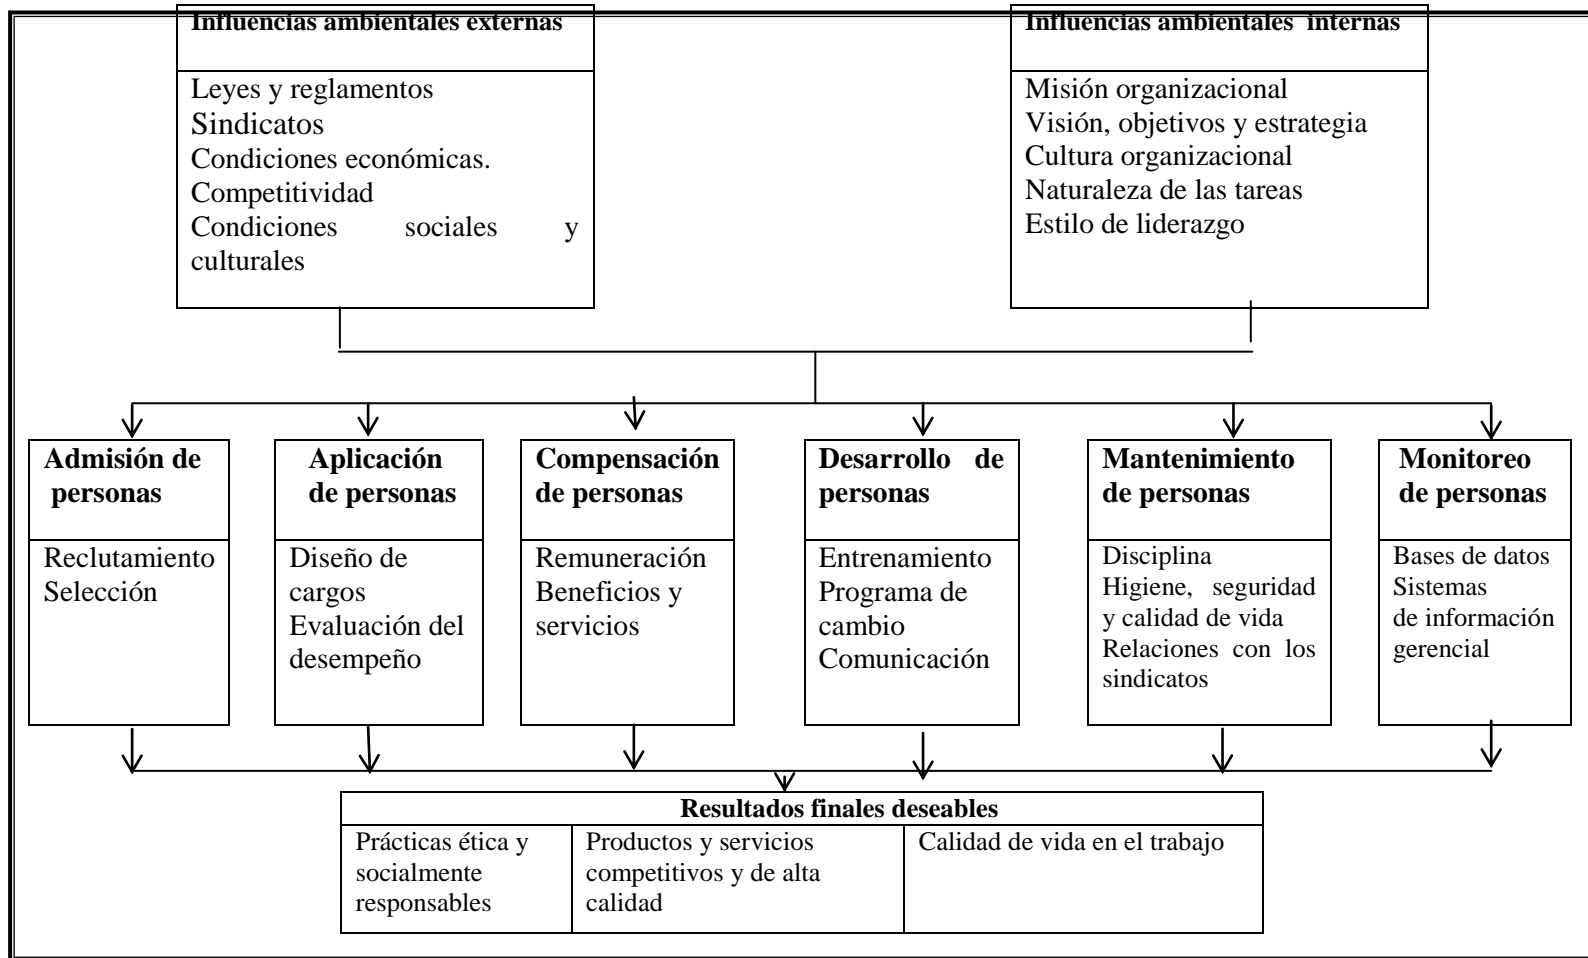 Influencias ambientales externas
Leyes y reglamentos
Sindicatos
Condiciones económicas.
Competitividad
Condiciones sociales y
culturales
Influencias ambientales internas
Misión organizacional
Visión, objetivos y estrategia
Cultura organizacional
Naturaleza de las tareas
Estilo de liderazgo
Admisión de
personas
Reclutamiento
Selección
Aplicación
de personas
Diseño de
cargos
Evaluación del
desempeño
Compensación
de personas
Remuneración
Beneficios y
servicios
Desarrollo de
personas
Entrenamiento
Programa de
cambio
Comunicación
Mantenimiento
de personas
Disciplina
Higiene, seguridad
y calidad de vida
Relaciones con los
sindicatos
Monitoreo
de personas
Bases de datos
Sistemas
de información
gerencial
Resultados finales deseables
Prácticas ética y
socialmente
responsables
Productos y servicios
competitivos y de alta
calidad
Calidad de vida en el trabajo